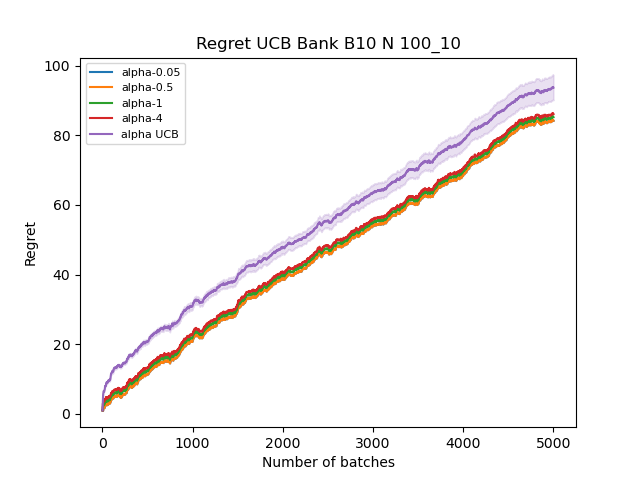 Regret UCB Bank B10 N 100_10
alpha-0.05
alpha-0.5
alpha-1
alpha-4
alpha UCB
Regret
100
80
60
40
20
0
0 1000 2000 3000 4000 5000
Number of batches